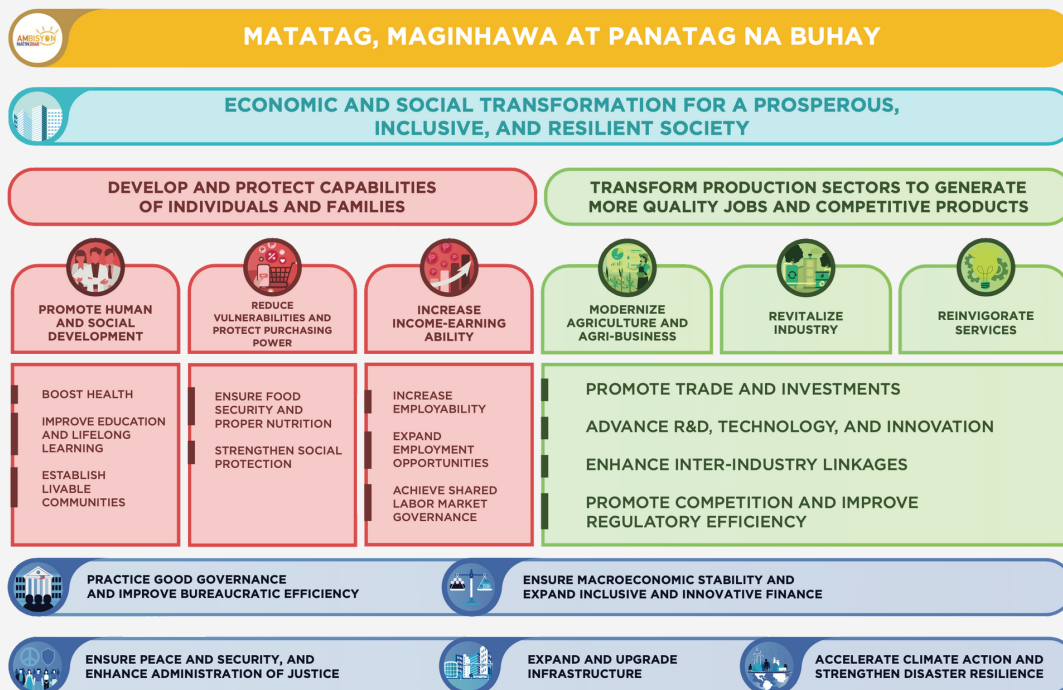 AMBISYON
NATIN 2040
MATATAG, MAGINHAWA AT PANATAG NA BUHAY
ECONOMIC AND SOCIAL TRANSFORMATION FOR A PROSPEROUS,
INCLUSIVE, AND RESILIENT SOCIETY
DEVELOP AND PROTECT CAPABILITIES
OF INDIVIDUALS AND FAMILIES
TRANSFORM PRODUCTION SECTORS TO GENERATE
MORE QUALITY JOBS AND COMPETITIVE PRODUCTS
PROMOTE HUMAN
AND SOCIAL
DEVELOPMENT
REDUCE
VULNERABILITIES AND
PROTECT PURCHASING
POWER
INCREASE
INCOME-EARNING
ABILITY
MODERNIZE
AGRICULTURE AND
AGRI-BUSINESS
REVITALIZE
INDUSTRY
REINVIGORATE
SERVICES
BOOST HEALTH
IMPROVE EDUCATION
AND LIFELONG
LEARNING
ESTABLISH
LIVABLE
COMMUNITIES
ENSURE FOOD
SECURITY AND
PROPER NUTRITION
STRENGTHEN SOCIAL
PROTECTION
INCREASE
EMPLOYABILITY
EXPAND
EMPLOYMENT
OPPORTUNITIES
ACHIEVE SHARED
LABOR MARKET
GOVERNANCE
PROMOTE TRADE AND INVESTMENTS
ADVANCE R&D, TECHNOLOGY, AND INNOVATION
ENHANCE INTER-INDUSTRY LINKAGES
PROMOTE COMPETITION AND IMPROVE
REGULATORY EFFICIENCY
PRACTICE GOOD GOVERNANCE
AND IMPROVE BUREAUCRATIC EFFICIENCY
ENSURE MACROECONOMIC STABILITY AND
EXPAND INCLUSIVE AND INNOVATIVE FINANCE
ENSURE PEACE AND SECURITY, AND
ENHANCE ADMINISTRATION OF JUSTICE
EXPAND AND UPGRADE
INFRASTRUCTURE
ACCELERATE CLIMATE ACTION AND
STRENGTHEN DISASTER RESILIENCE